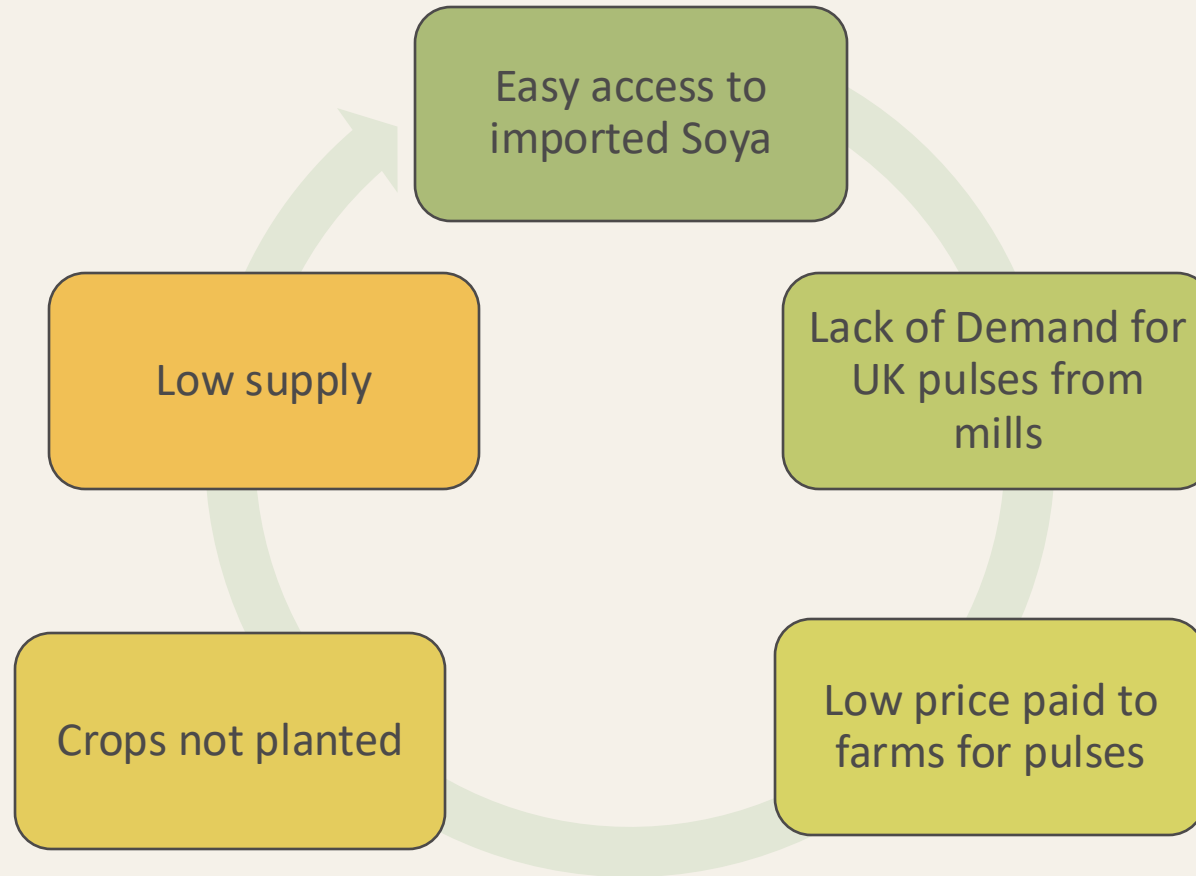 Easy access to
imported Soya
Lack of Demand for
UK pulses from
mills
Low price paid to
farms for pulses
Crops not planted
Low supply